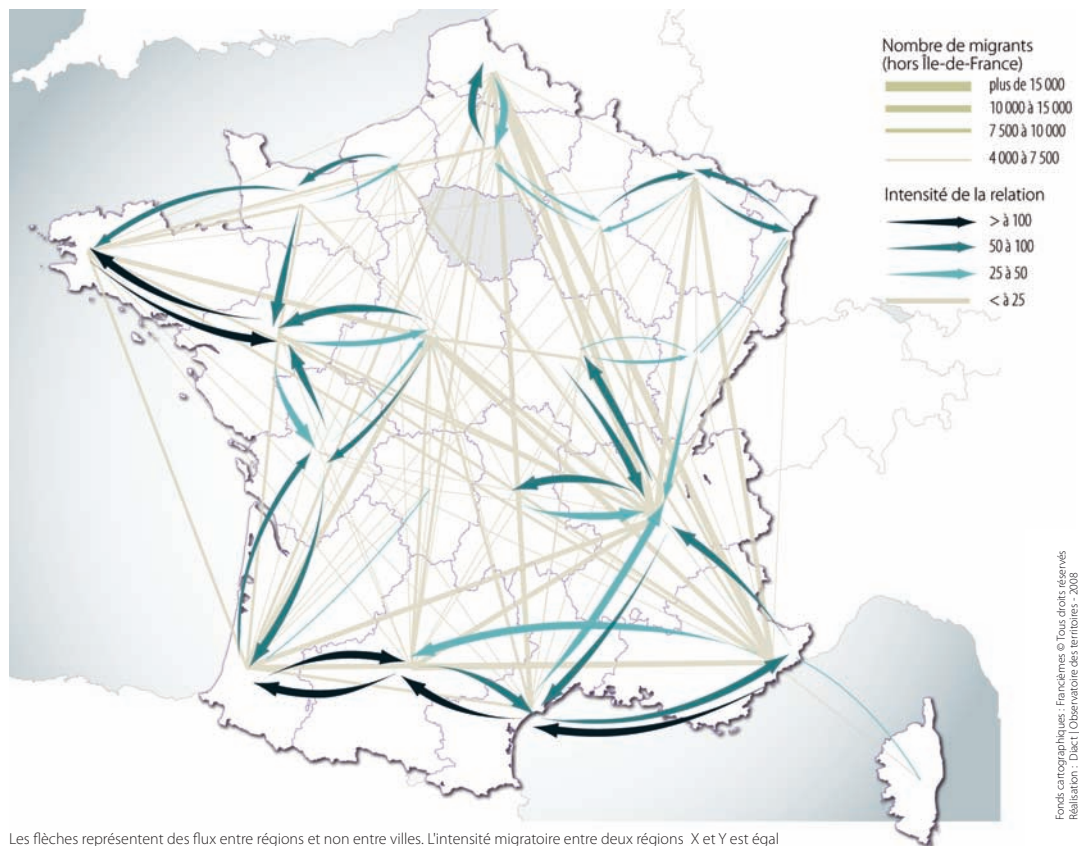 Nombre de migrants
(hors Île-de-France)
plus de 15 000
10 000 à 15 000
7 500 à 10 000
4 000 à 7 500
Intensité de la relation
> à 100
50 à 100
25 à 50
< à 25
Fonds cartographiques : Francièmes © Tous droits réservés
Réalisation : Diact | Observatoire des territoires - 2008
Les flèches représentent des flux entre régions et non entre villes. L'intensité migratoire entre deux régions X et Y est égal